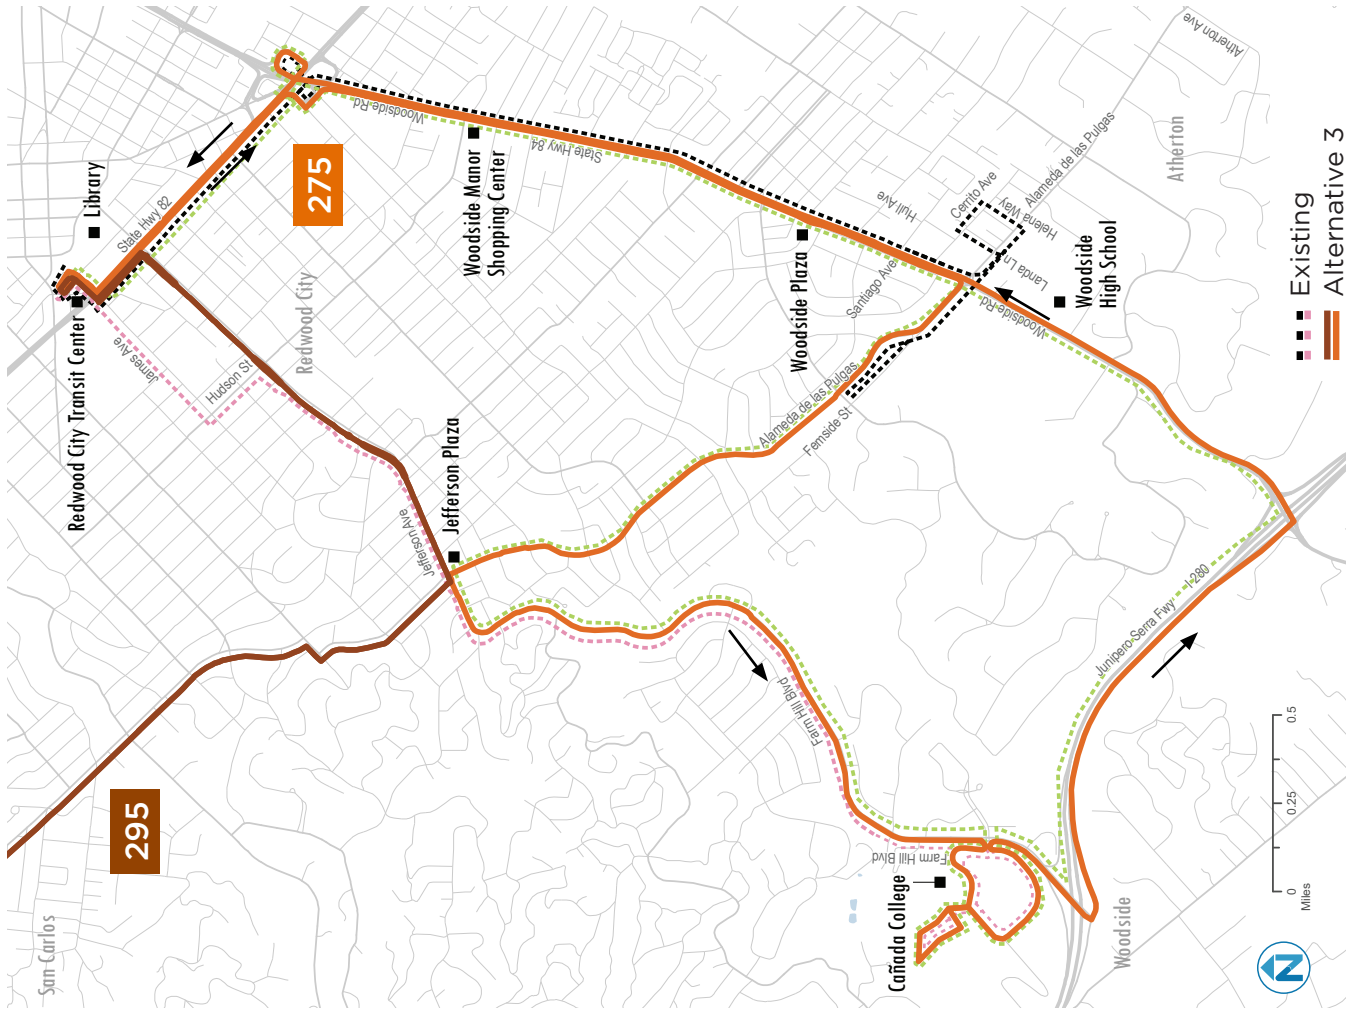 San Carlos
295
Redwood City Transit Center
Library
State Hwy 82
James Ave
Hudson St
Redwood City
275
Woodside Rd
Woodside Manor
Shopping Center
State Hwy 84
Jefferson Ave
Jefferson Plaza
Alameda de las Pulgas
Fernside St
Woodside Plaza
Santiago Ave
Hull Ave
Cerrito Ave
Helena Way
Alameda de las Pulgas
Landa Ln
Woodside Rd
Woodside
High School
Atherton
Atherton Ave
Farm Hill Blvd
Farm Hill Blvd
Cañada College
Junipero Serra Fwy
I-280
Woodside
0
0.25
0.5
Miles
N
Existing
Alternative 3